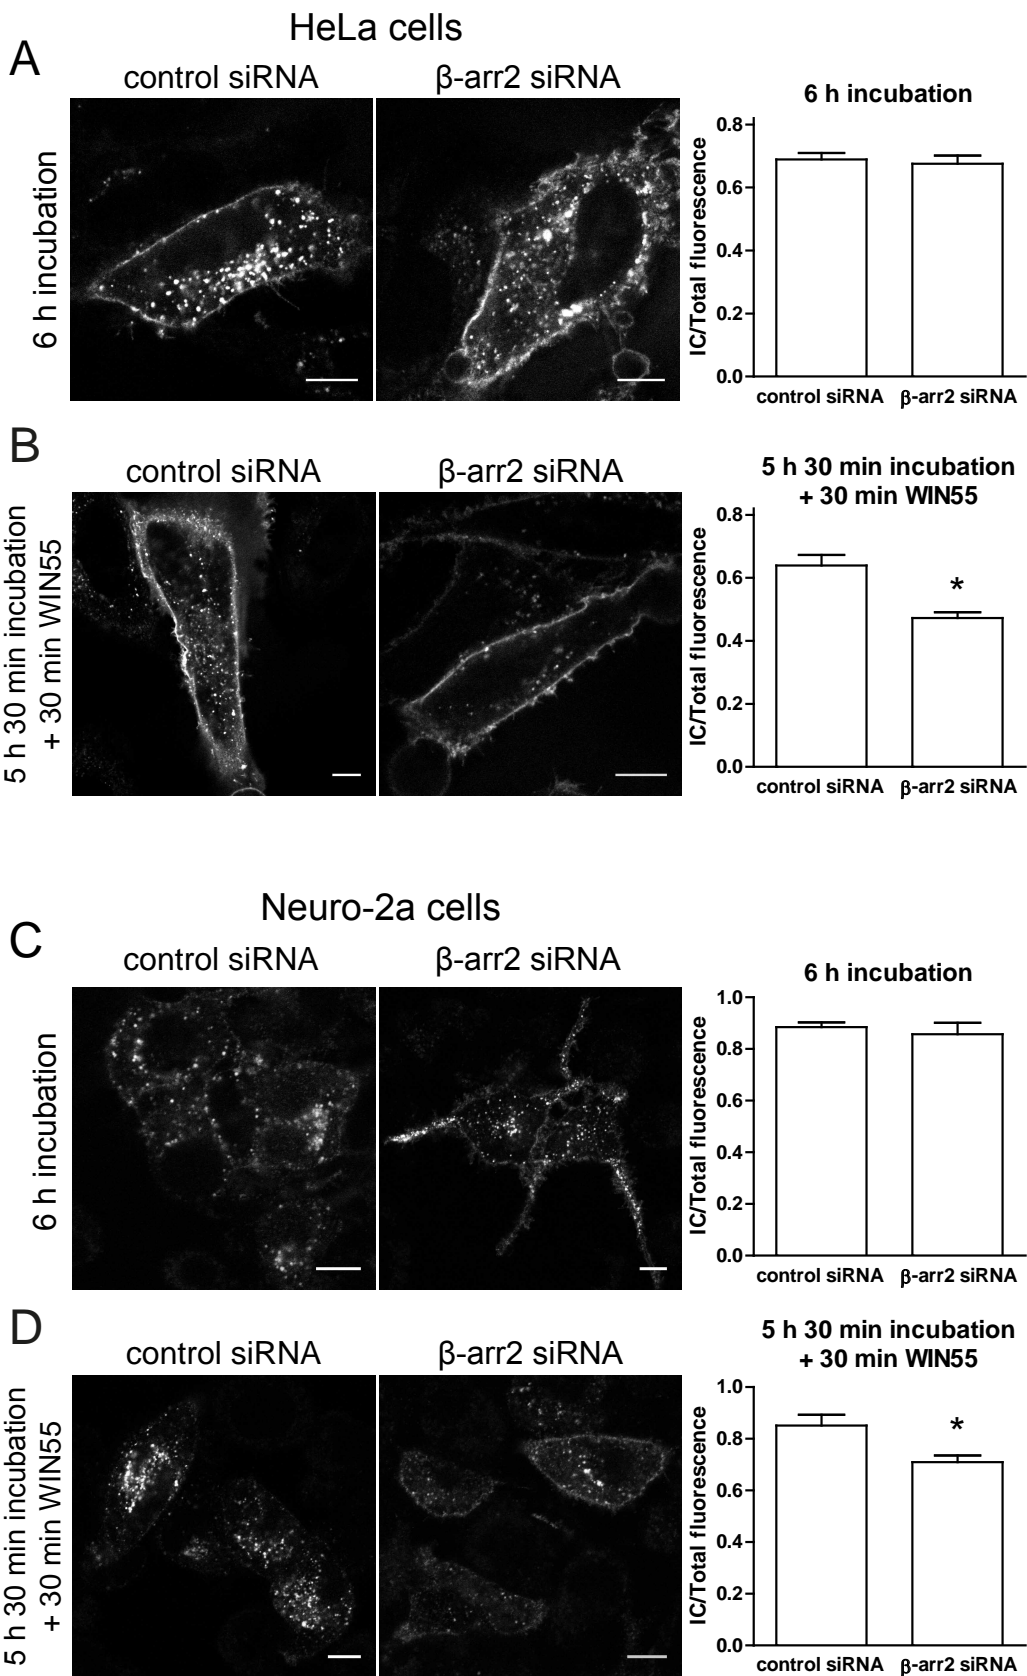 HeLa cells
A
control siRNA
β-arr2 siRNA
6 h incubation
6 h incubation
IC/Total fluorescence
0.8
0.6
0.4
0.2
0.0
control siRNA
β-arr2 siRNA
B
control siRNA
β-arr2 siRNA
5 h 30 min incubation
+ 30 min WIN55
5 h 30 min incubation
+ 30 min WIN55
IC/Total fluorescence
0.8
0.6
0.4
0.2
0.0
*
control siRNA
β-arr2 siRNA
Neuro-2a cells
C
control siRNA
β-arr2 siRNA
6 h incubation
6 h incubation
IC/Total fluorescence
1.0
0.8
0.6
0.4
0.2
0.0
control siRNA
β-arr2 siRNA
D
control siRNA
β-arr2 siRNA
5 h 30 min incubation
+ 30 min WIN55
5 h 30 min incubation
+ 30 min WIN55
IC/Total fluorescence
1.0
0.8
0.6
0.4
0.2
0.0
*
control siRNA
β-arr2 siRNA